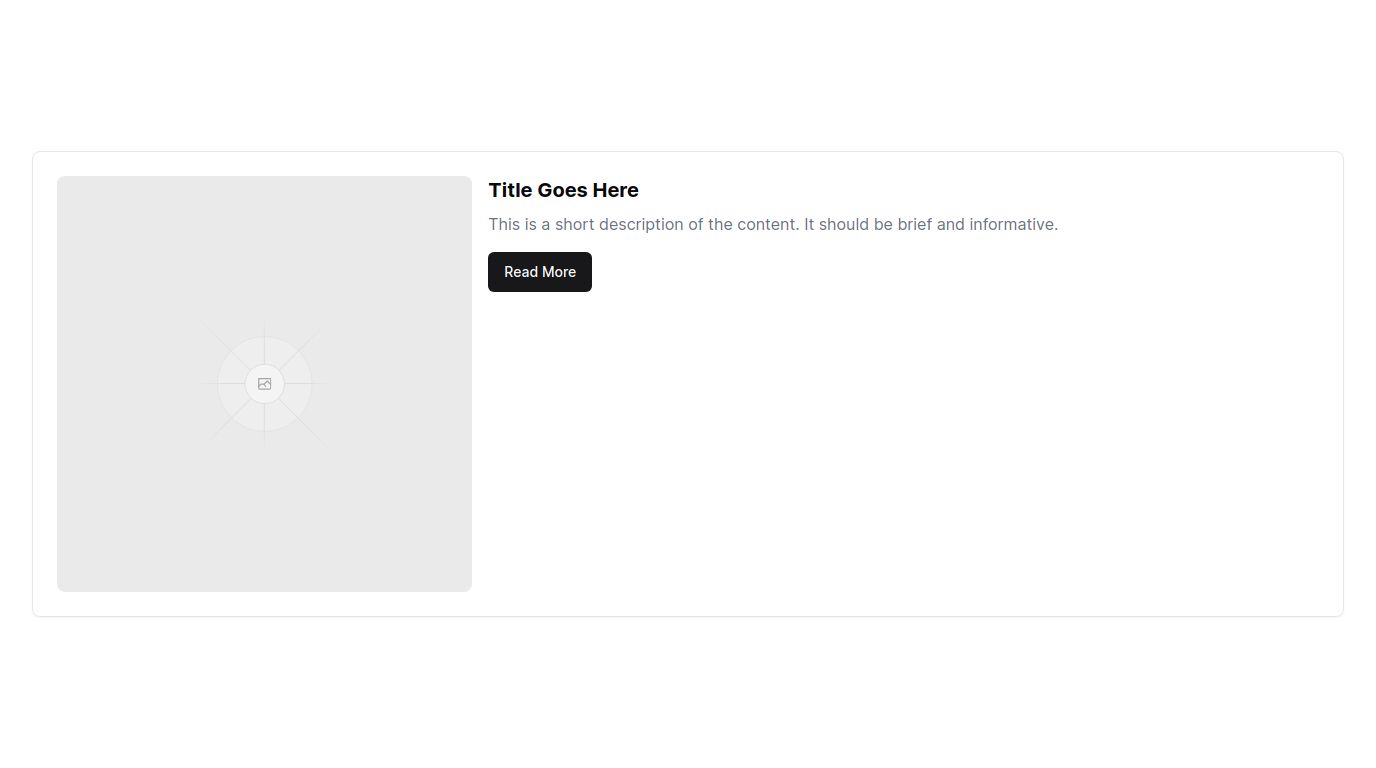 Title Goes Here
This is a short description of the content. It should be brief and informative.
Read More